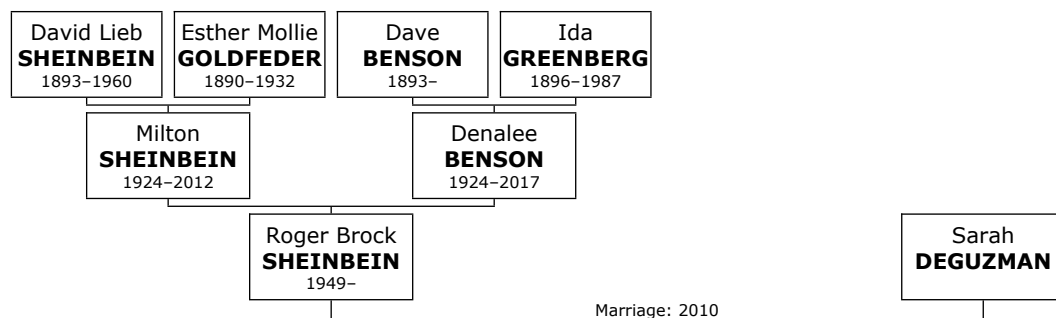 David Lieb
SHEINBEIN
1893–1960
Esther Mollie
GOLDFEDER
1890–1932
Dave
BENSON
1893–
Ida
GREENBERG
1896–1987
Milton
SHEINBEIN
1924–2012
Denalee
BENSON
1924–2017
Roger Brock
SHEINBEIN
1949–
Sarah
DEGUZMAN
Marriage: 2010